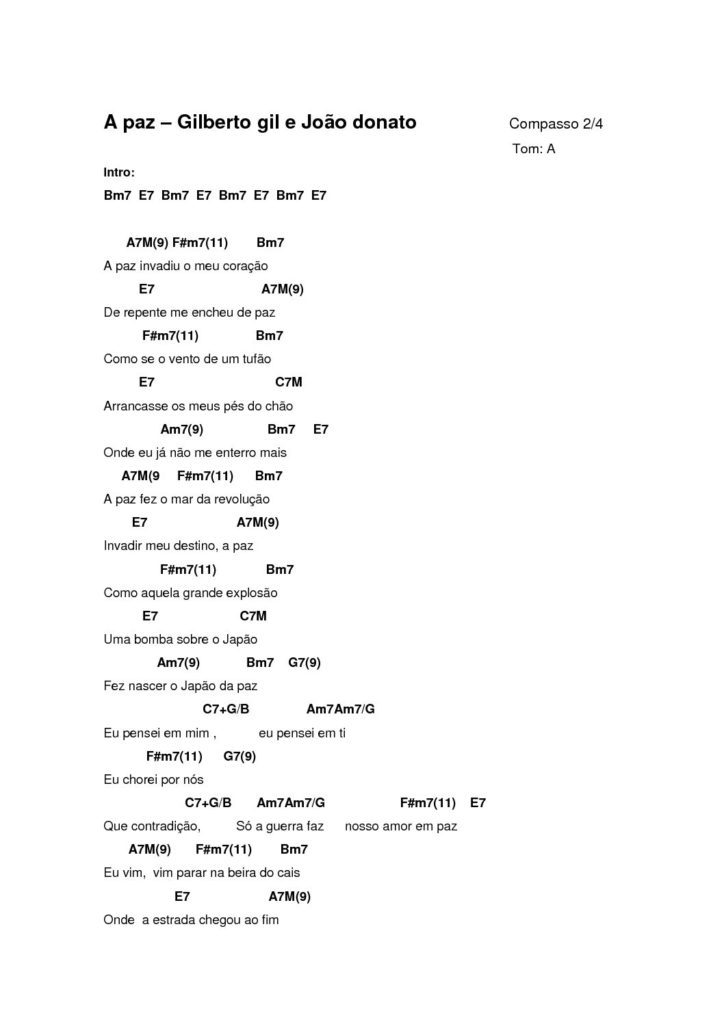 A paz – Gilberto gil e João donato Compasso 2/4
Tom: A
Intro:
Bm7 E7 Bm7 E7 Bm7 E7 Bm7 E7
A7M(9) F#m7(11) Bm7
A paz invadiu o meu coração
E7 A7M(9)
De repente me encheu de paz
F#m7(11) Bm7
Como se o vento de um tufão
E7 C7M
Arrancasse os meus pés do chão
Am7(9) Bm7 E7
Onde eu já não me enterro mais
A7M(9 F#m7(11) Bm7
A paz fez o mar da revolução
E7 A7M(9)
Invadir meu destino, a paz
F#m7(11) Bm7
Como aquela grande explosão
E7 C7M
Uma bomba sobre o Japão
Am7(9) Bm7 G7(9)
Fez nascer o Japão da paz
C7+G/B Am7Am7/G
Eu pensei em mim , eu pensei em ti
F#m7(11) G7(9)
Eu chorei por nós
C7+G/B Am7Am7/G F#m7(11) E7
Que contradição, Só a guerra faz nosso amor em paz
A7M(9) F#m7(11) Bm7
Eu vim, vim parar na beira do cais
E7 A7M(9)
Onde a estrada chegou ao fim